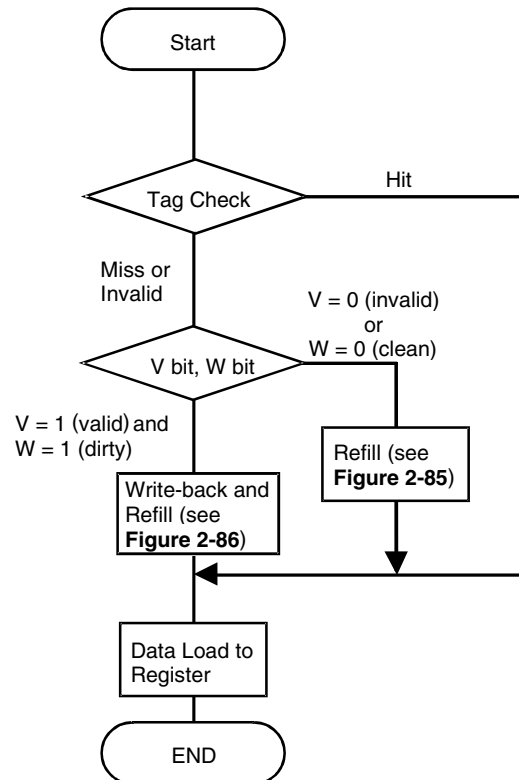 Start
Tag Check
Hit
Miss or
Invalid
V = 0 (invalid)
or
W = 0 (clean)
V bit, W bit
V = 1 (valid) and
W = 1 (dirty)
Refill (see
Figure 2-85)
Write-back and
Refill (see
Figure 2-86)
Data Load to
Register
END